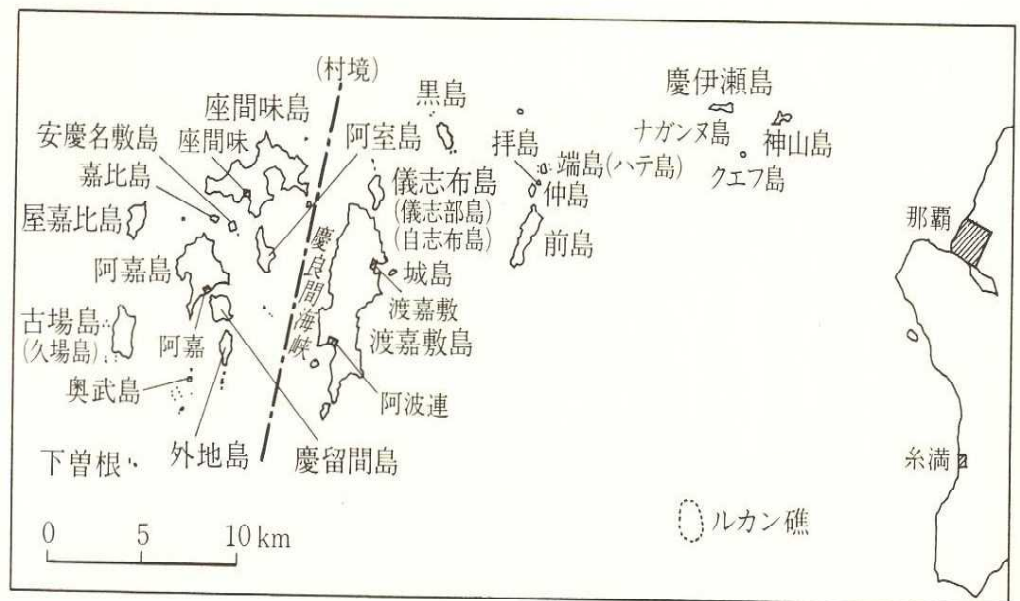 (村境)
座間味島
黒島
慶伊瀬島
安慶名敷島
座間味
阿室島
拝島
ナガンヌ島
神山島
嘉比島
儀志布島
(儀志部島)
(自志布島)
端島(ハテ島)
クエフ島
仲島
屋嘉比島
那覇
前島
阿嘉島
慶良間海峡
城島
渡嘉敷
古場島
(久場島)
阿嘉
渡嘉敷島
奥武島
阿波連
下曽根
外地島
慶留間島
糸満
ルカン礁
0 5 10km